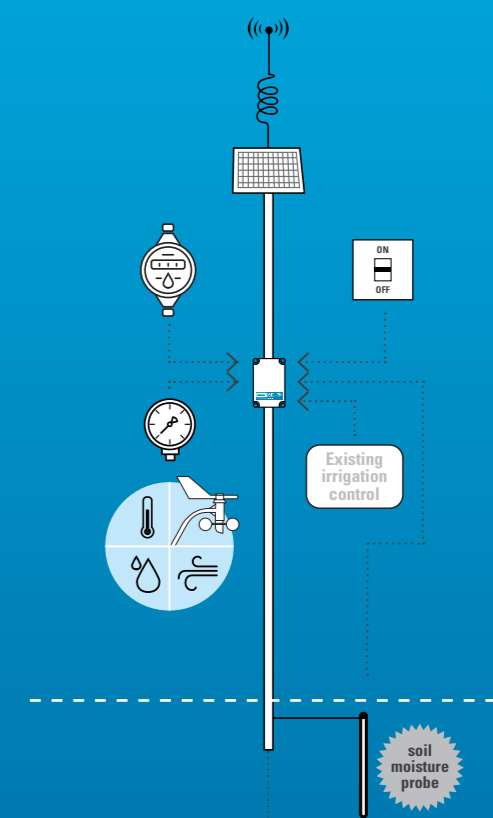 ON
OFF
Existing
irrigation
control
soil
moisture
probe